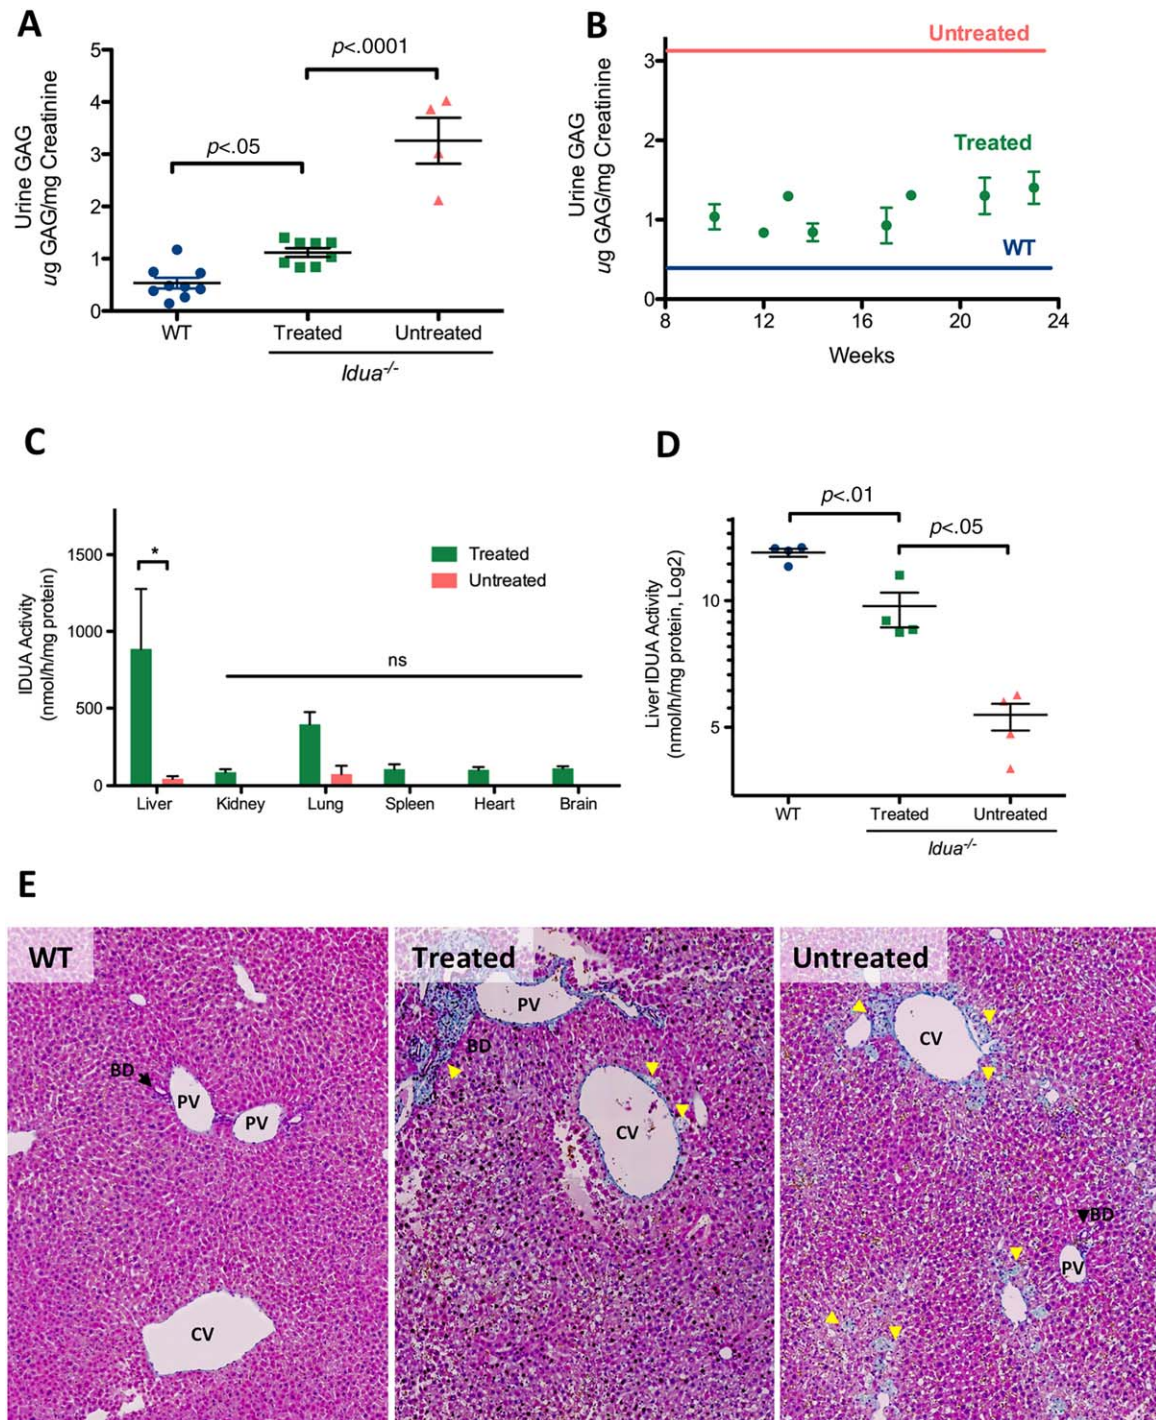 A
Urine GAG
ug GAG/mg Creatinine
5
4
3
2
1
0
p<.0001
p<.05
WT
Treated
Untreated
Idua-/-
B
Urine GAG
ug GAG/mg Creatinine
3
2
1
0
Untreated
Treated
WT
8
12
16
20
24
Weeks
C
IDUA Activity
(nmol/h/mg protein)
1500
1000
500
0
*
ns
Treated
Untreated
Liver
Kidney
Lung
Spleen
Heart
Brain
D
Liver IDUA Activity
(nmol/h/mg protein, Log2)
10
5
p<.01
p<.05
WT
Treated
Untreated
Idua-/-
E
WT
BD
PV
PV
CV
Treated
PV
BD
CV
Untreated
CV
BD
PV